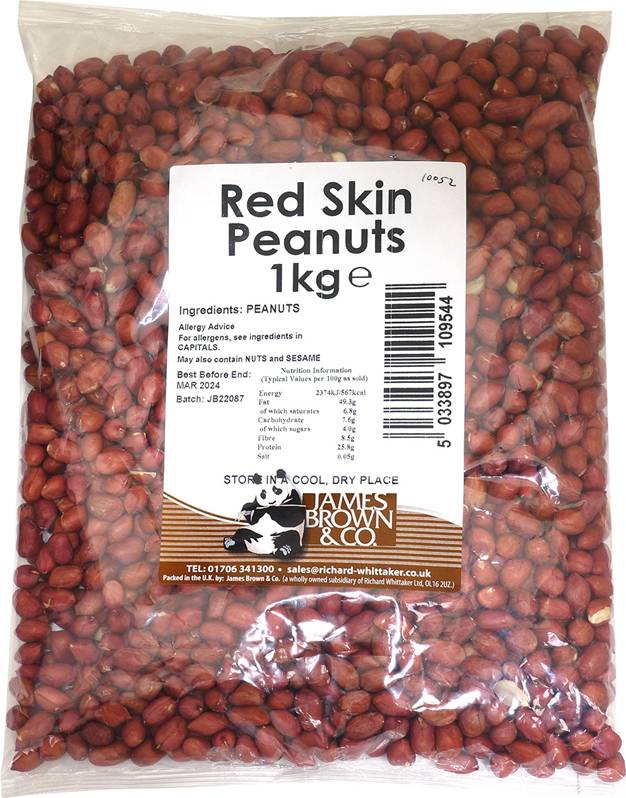 10052
Red Skin
Peanuts
1kg ℮
Ingredients: PEANUTS
Allergy Advice
For allergens, see ingredients in
CAPITALS.
May also contain NUTS and SESAME
Best Before End:
MAR 2024
Batch: JB22087
Nutrition Information
(Typical Values per 100g as sold)
Energy 2374kJ/567kcal
Fat 49.3g
of which saturates 6.8g
Carbohydrate 7.6g
of which sugars 4.0g
Fibre 8.5g
Protein 25.8g
Salt 0.05g
5 033897 109544
STORE IN A COOL, DRY PLACE
JAMES
BROWN
& CO.
TEL: 01706 341300 • sales@richard-whittaker.co.uk
Packed in the U.K. by: James Brown & Co. (a wholly owned subsidiary of Richard Whittaker Ltd, OL16 2UZ.)